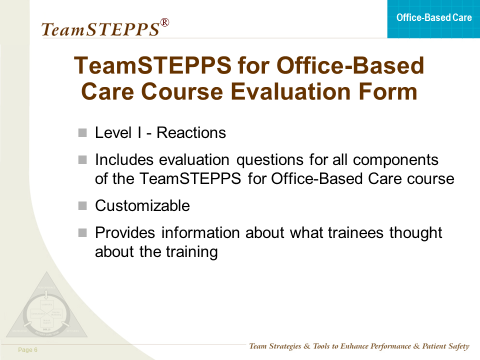 Office-Based Care
TeamSTEPPS®
TeamSTEPPS for Office-Based
Care Course Evaluation Form
Level I - Reactions
Includes evaluation questions for all components
of the TeamSTEPPS for Office-Based Care course
Customizable
Provides information about what trainees thought
about the training
Team Strategies & Tools to Enhance Performance & Patient Safety